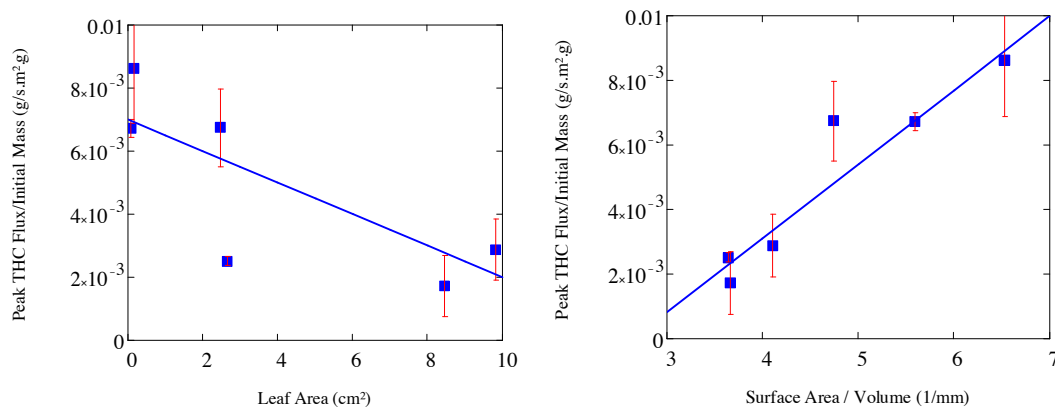 Peak THC Flux/Initial Mass (g/s.m²·g)
0.01
8×10⁻³
6×10⁻³
4×10⁻³
2×10⁻³
0
0 2 4 6 8 10
Leaf Area (cm²)
Peak THC Flux/Initial Mass (g/s.m²·g)
0.01
8×10⁻³
6×10⁻³
4×10⁻³
2×10⁻³
0
3 4 5 6 7
Surface Area / Volume (1/mm)